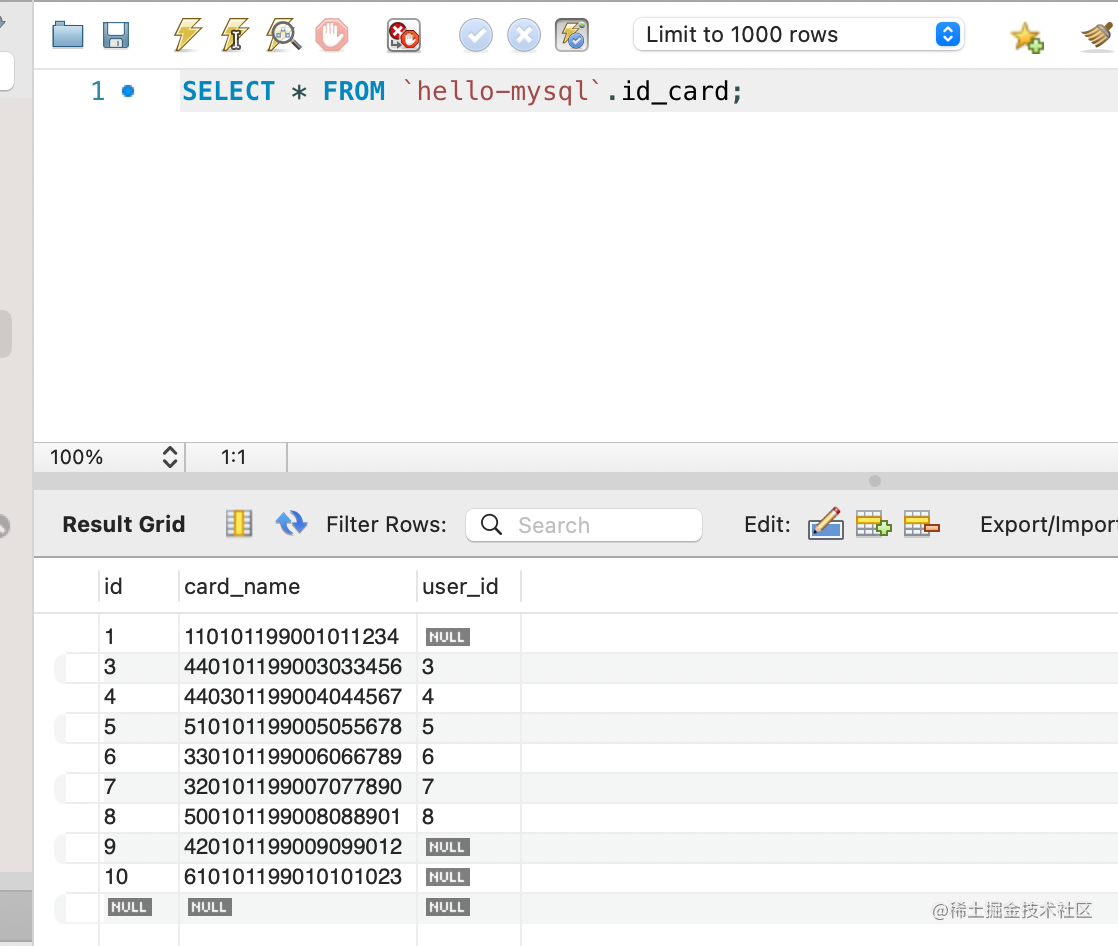 Limit to 1000 rows
1 SELECT * FROM `hello-mysql`.id_card;
100% 1:1
Result Grid Filter Rows: Search Edit: Export/Import
id card_name user_id
1 110101199001011234 NULL
3 440101199003033456 3
4 440301199004044567 4
5 510101199005055678 5
6 330101199006066789 6
7 320101199007077890 7
8 500101199008088901 8
9 420101199009099012 NULL
10 610101199010101023 NULL
NULL NULL NULL
@稀土掘金技术社区